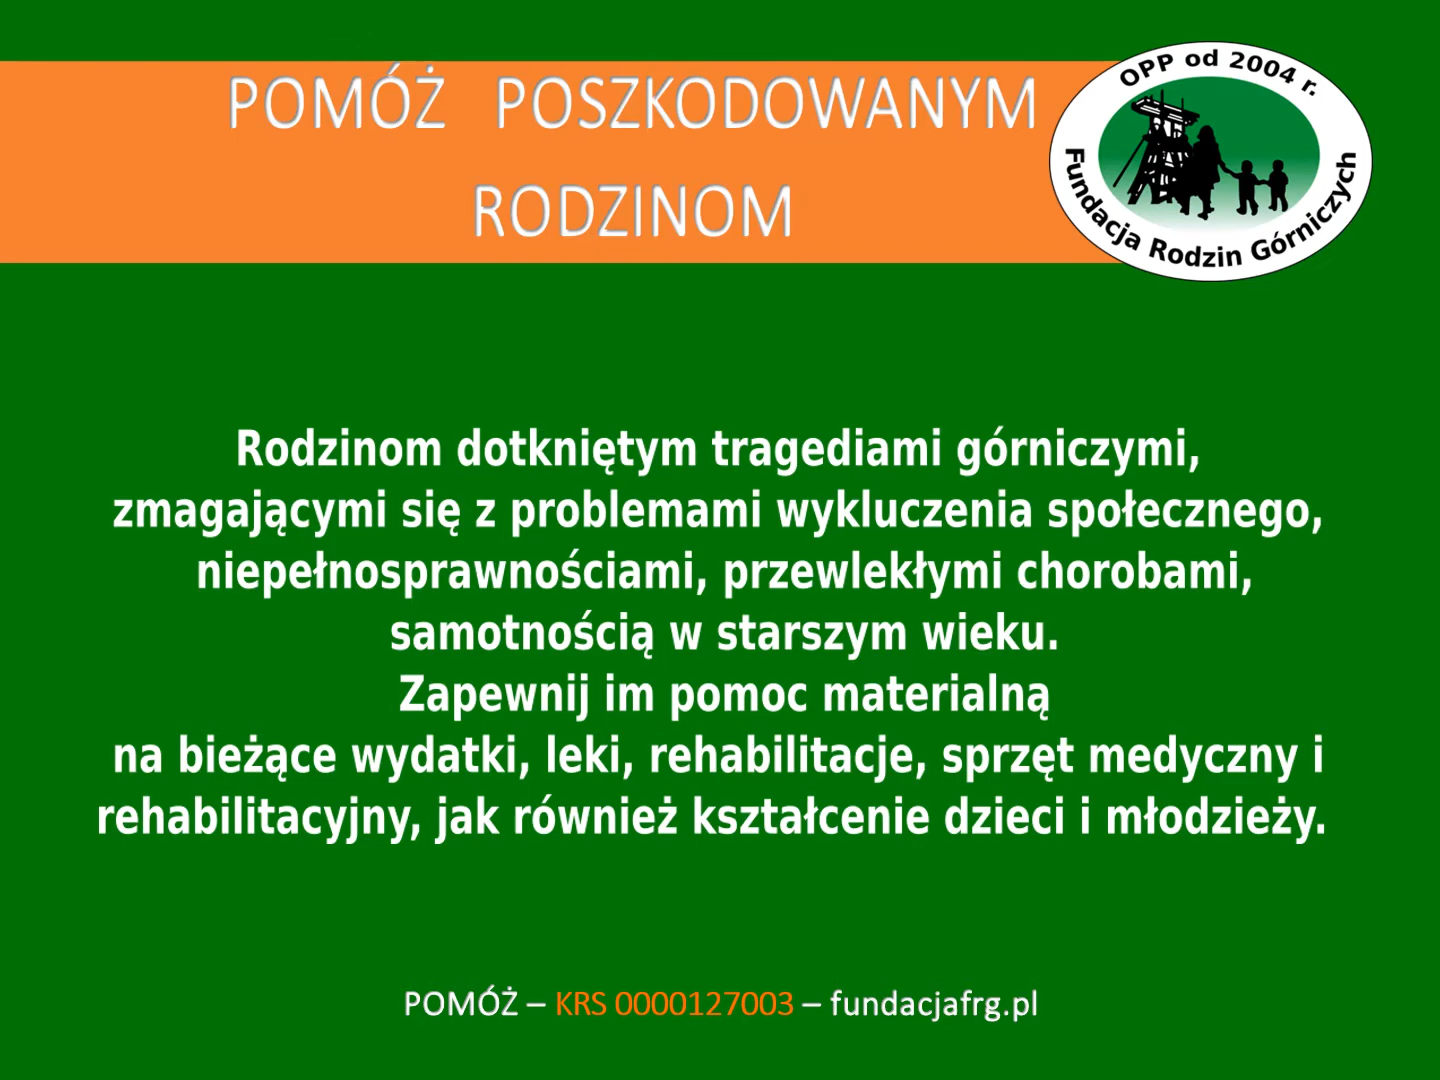 POMÓŻ POSZKODOWANYM
RODZINOM
OPP od 2004 r.
Fundacja Rodzin Górniczych
Rodzinom dotkniętym tragediami górniczymi,
zmagającymi się z problemami wykluczenia społecznego,
niepełnosprawnościami, przewlekłymi chorobami,
samotnością w starszym wieku.
Zapewnij im pomoc materialną
na bieżące wydatki, leki, rehabilitacje, sprzęt medyczny i
rehabilitacyjny, jak również kształcenie dzieci i młodzieży.
POMÓŻ – KRS 0000127003 – fundacjafrg.pl